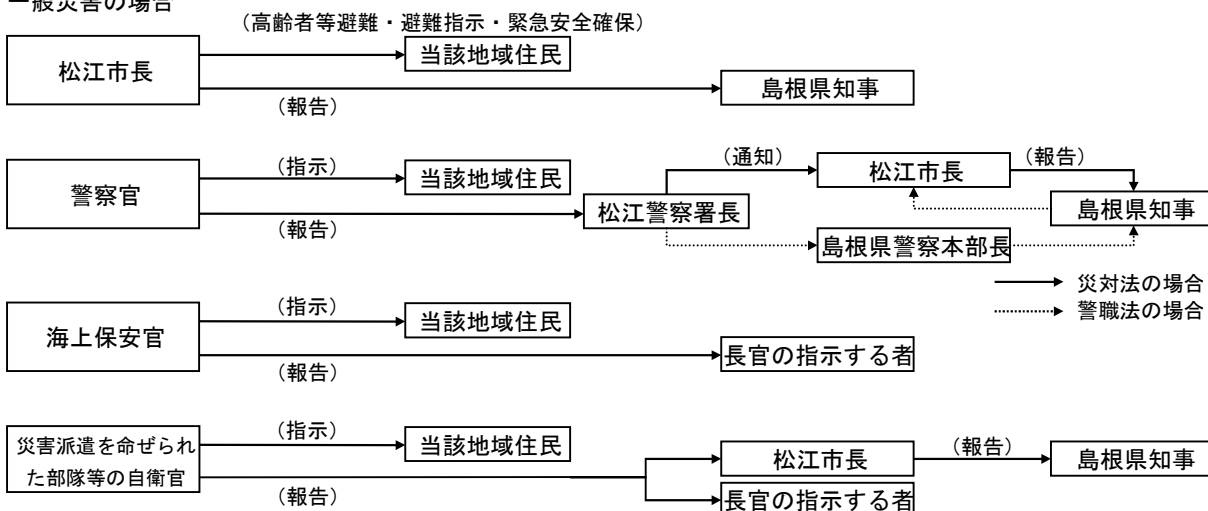 一般災害の場合
（高齢者等避難・避難指示・緊急安全確保）
松江市長
当該地域住民
（報告）
島根県知事
警察官
（指示）
当該地域住民
（報告）
松江警察署長
（通知）
松江市長
（報告）
島根県知事
島根県警察本部長
災対法の場合
警職法の場合
海上保安官
（指示）
当該地域住民
（報告）
長官の指示する者
災害派遣を命ぜられ
た部隊等の自衛官
（指示）
当該地域住民
（報告）
松江市長
（報告）
島根県知事
長官の指示する者